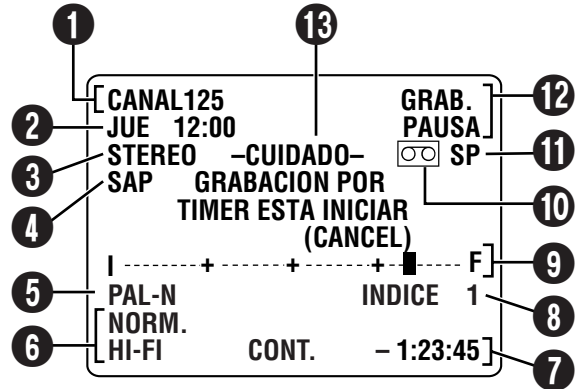 13
1 CANAL125 GRAB. 12
2 JUE 12:00 PAUSA
3 STEREO –CUIDADO– SP 11
4 SAP GRABACION POR 10
TIMER ESTA INICIAR
(CANCEL)
I ------+------+------+-- ---- F 9
5 PAL-N INDICE 1 8
6 NORM.
HI-FI CONT. – 1:23:45 7